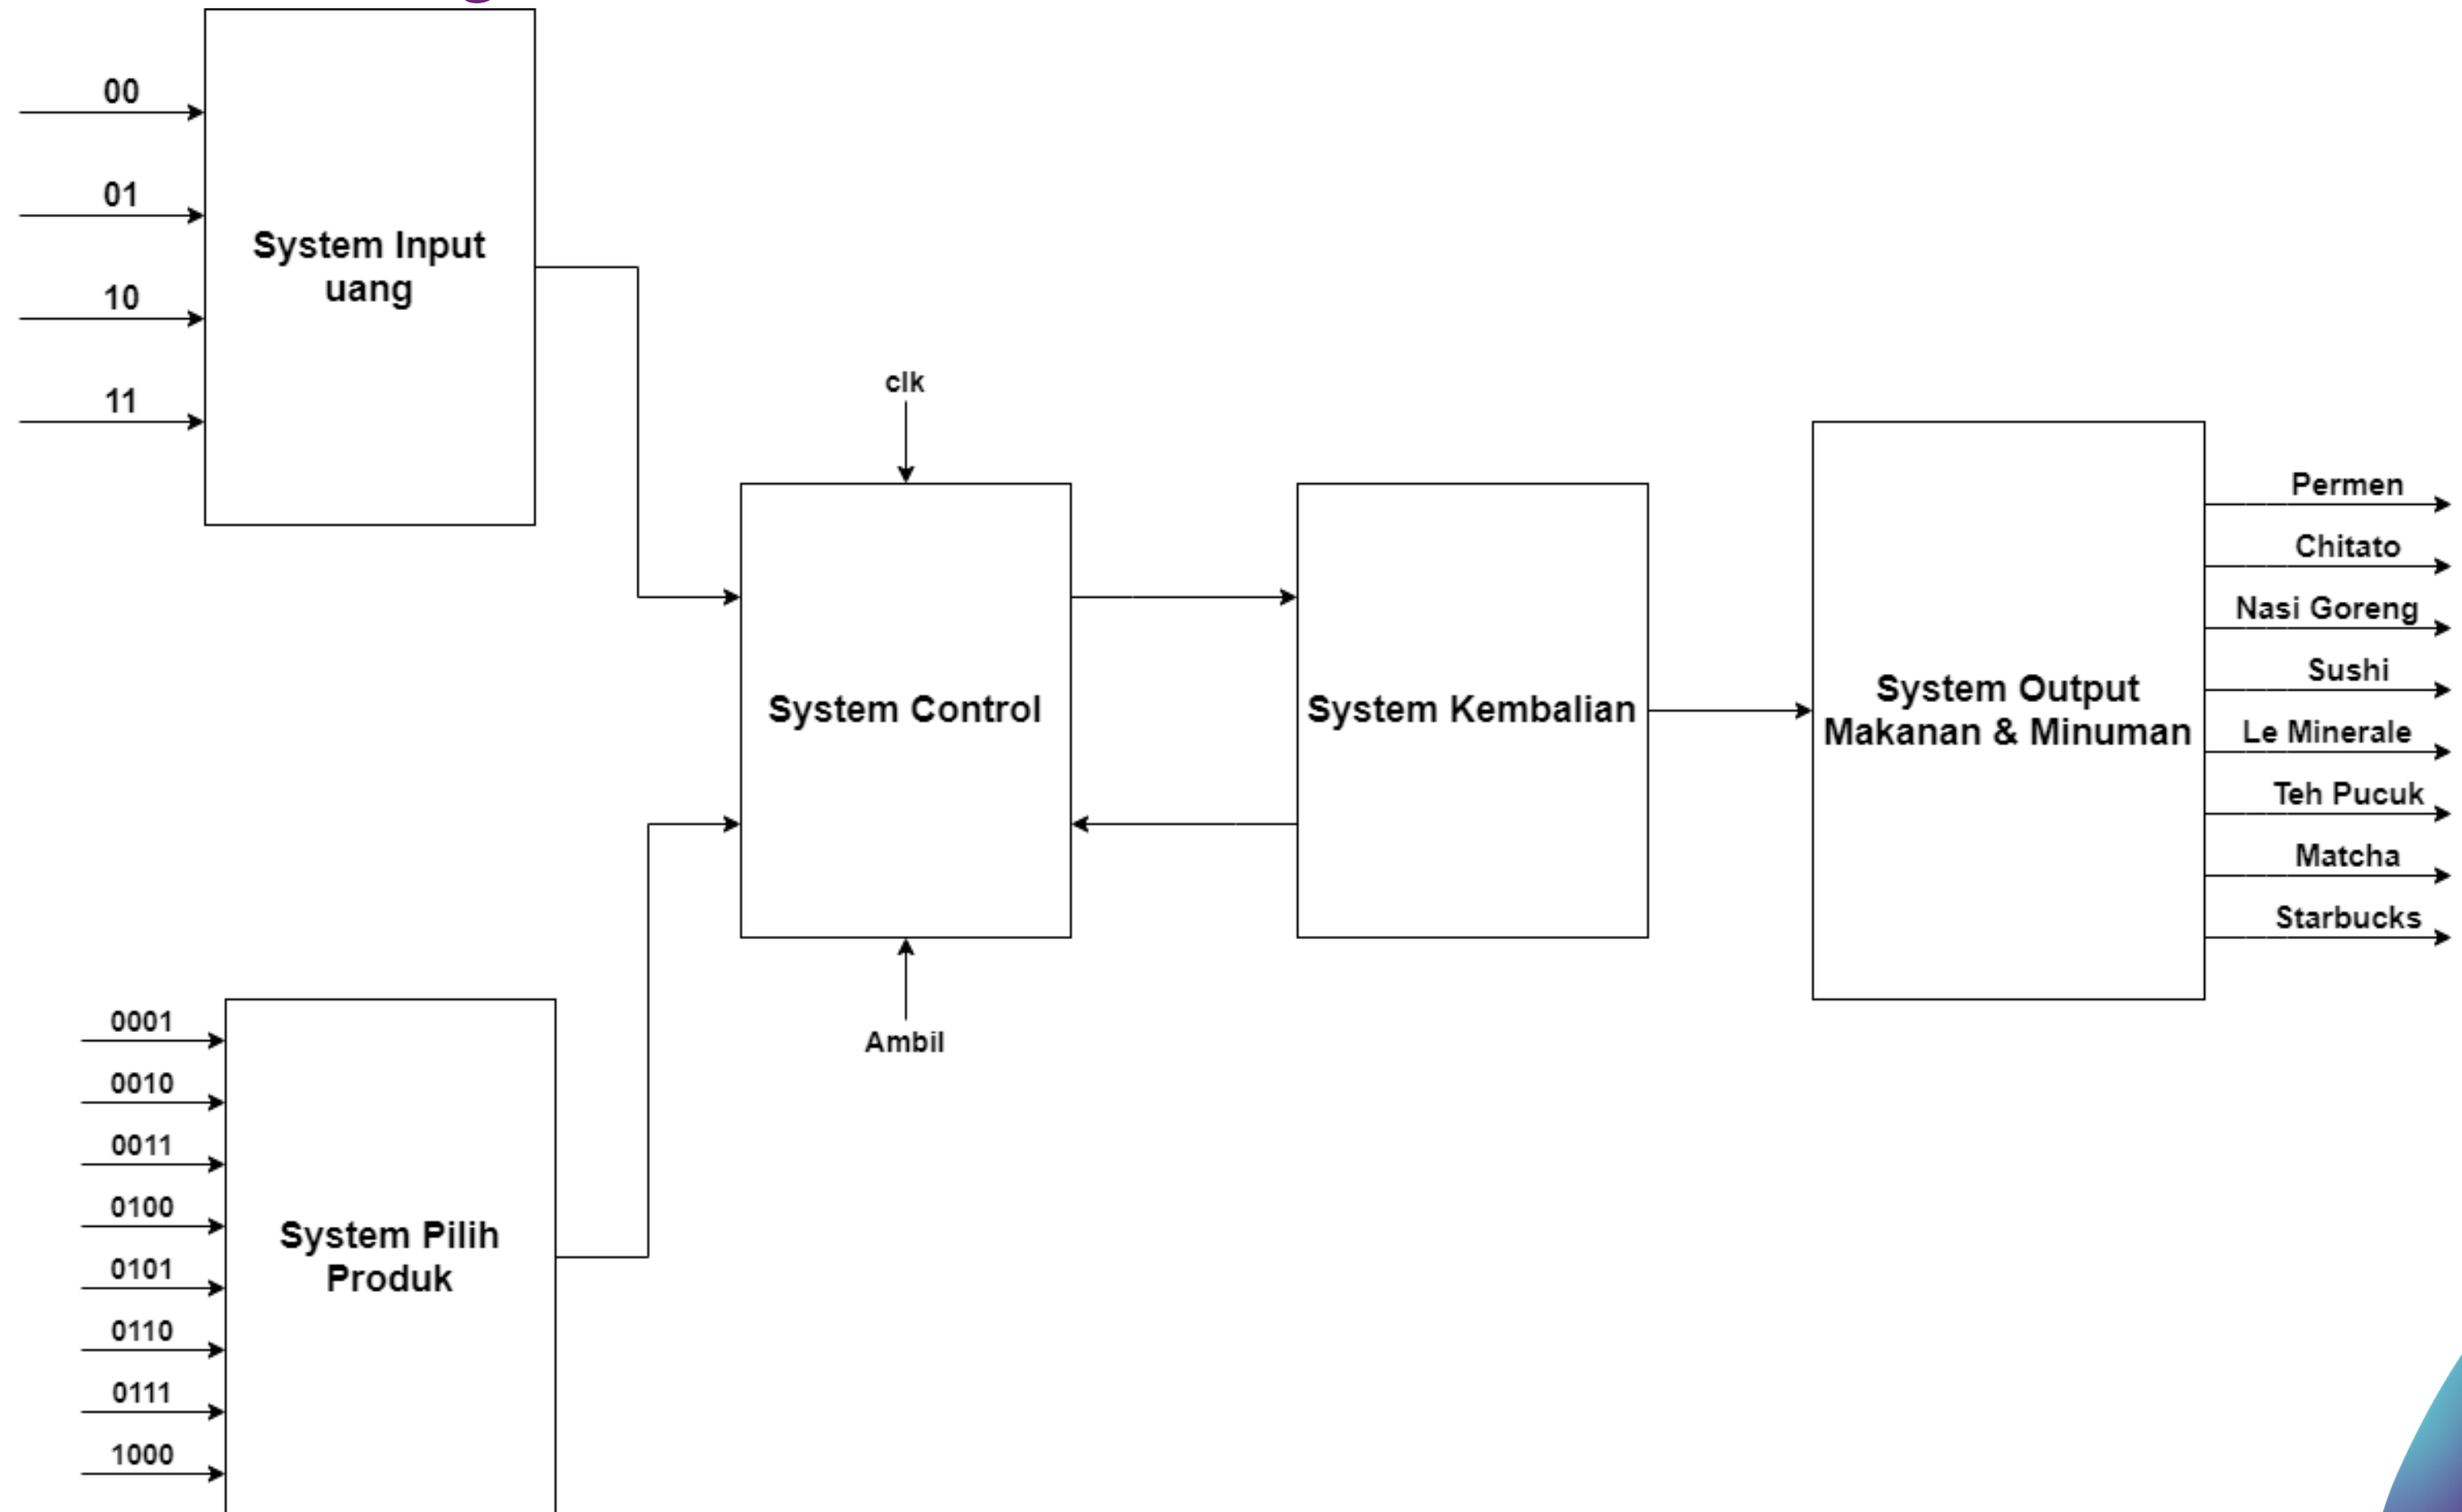 00
01
10
11
System Input
uang
clk
System Control
Ambil
System Kembalian
System Output
Makanan & Minuman
Permen
Chitato
Nasi Goreng
Sushi
Le Minerale
Teh Pucuk
Matcha
Starbucks
0001
0010
0011
0100
0101
0110
0111
1000
System Pilih
Produk